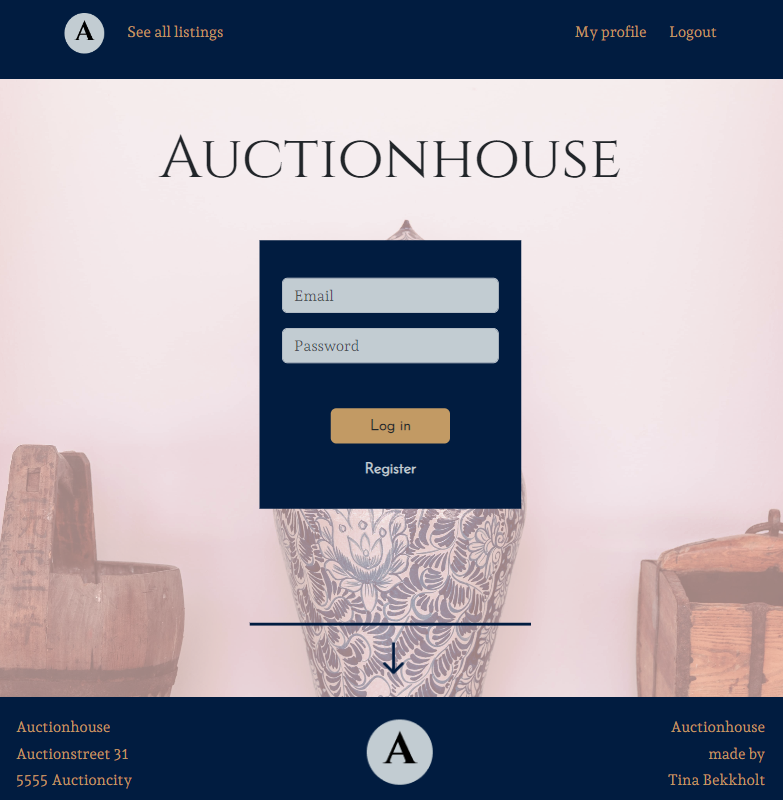 A See all listings My profile Logout
Auctionhouse
Email
Password
Log in
Register
Auctionhouse
Auctionstreet 31
5555 Auctioncity
A
Auctionhouse
made by
Tina Bekkholt